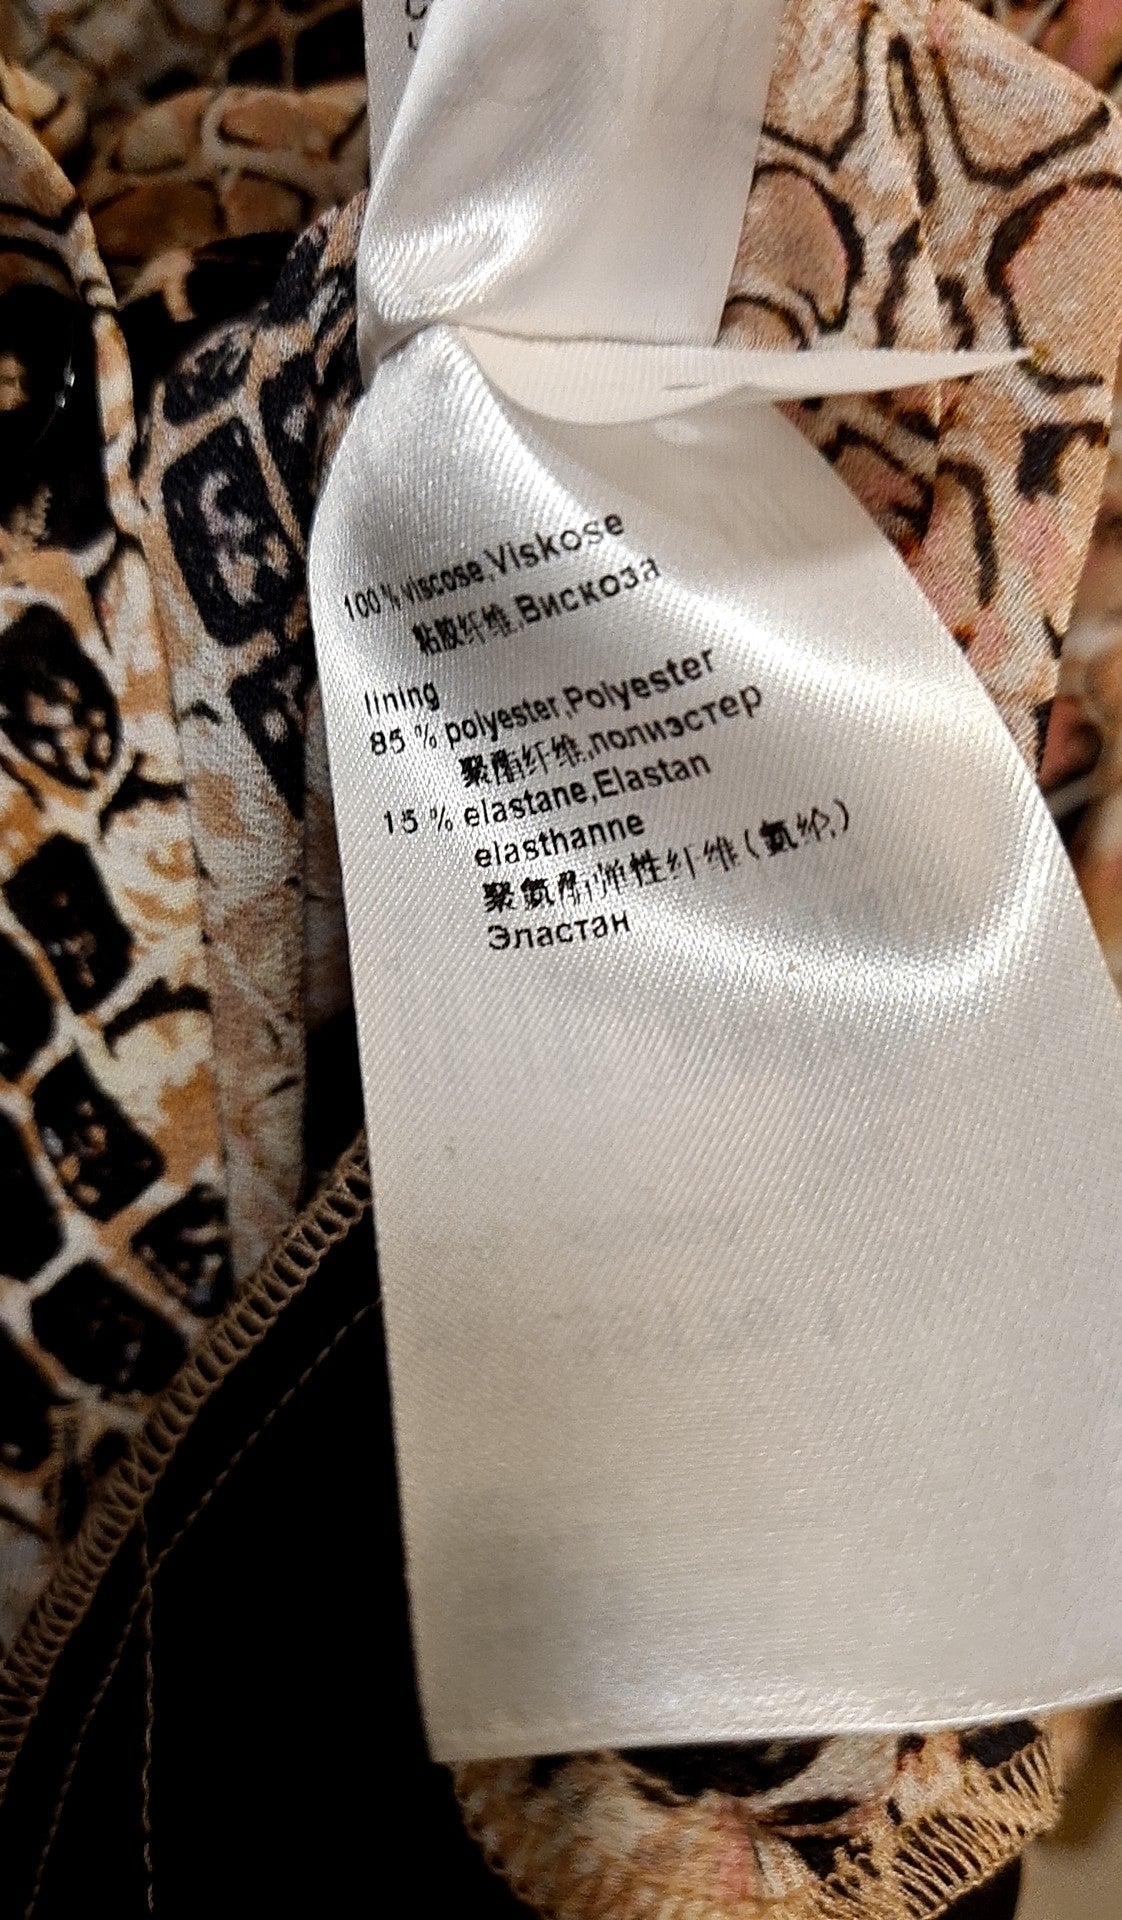 100 % viscose,Viskose
粘胶纤维,Вискоза
lining
85 % polyester,Polyester
聚酯纤维,полиэстер
15 % elastane,Elastan
elasthanne
聚氨酯弹性纤维(氨纶)
Эластан